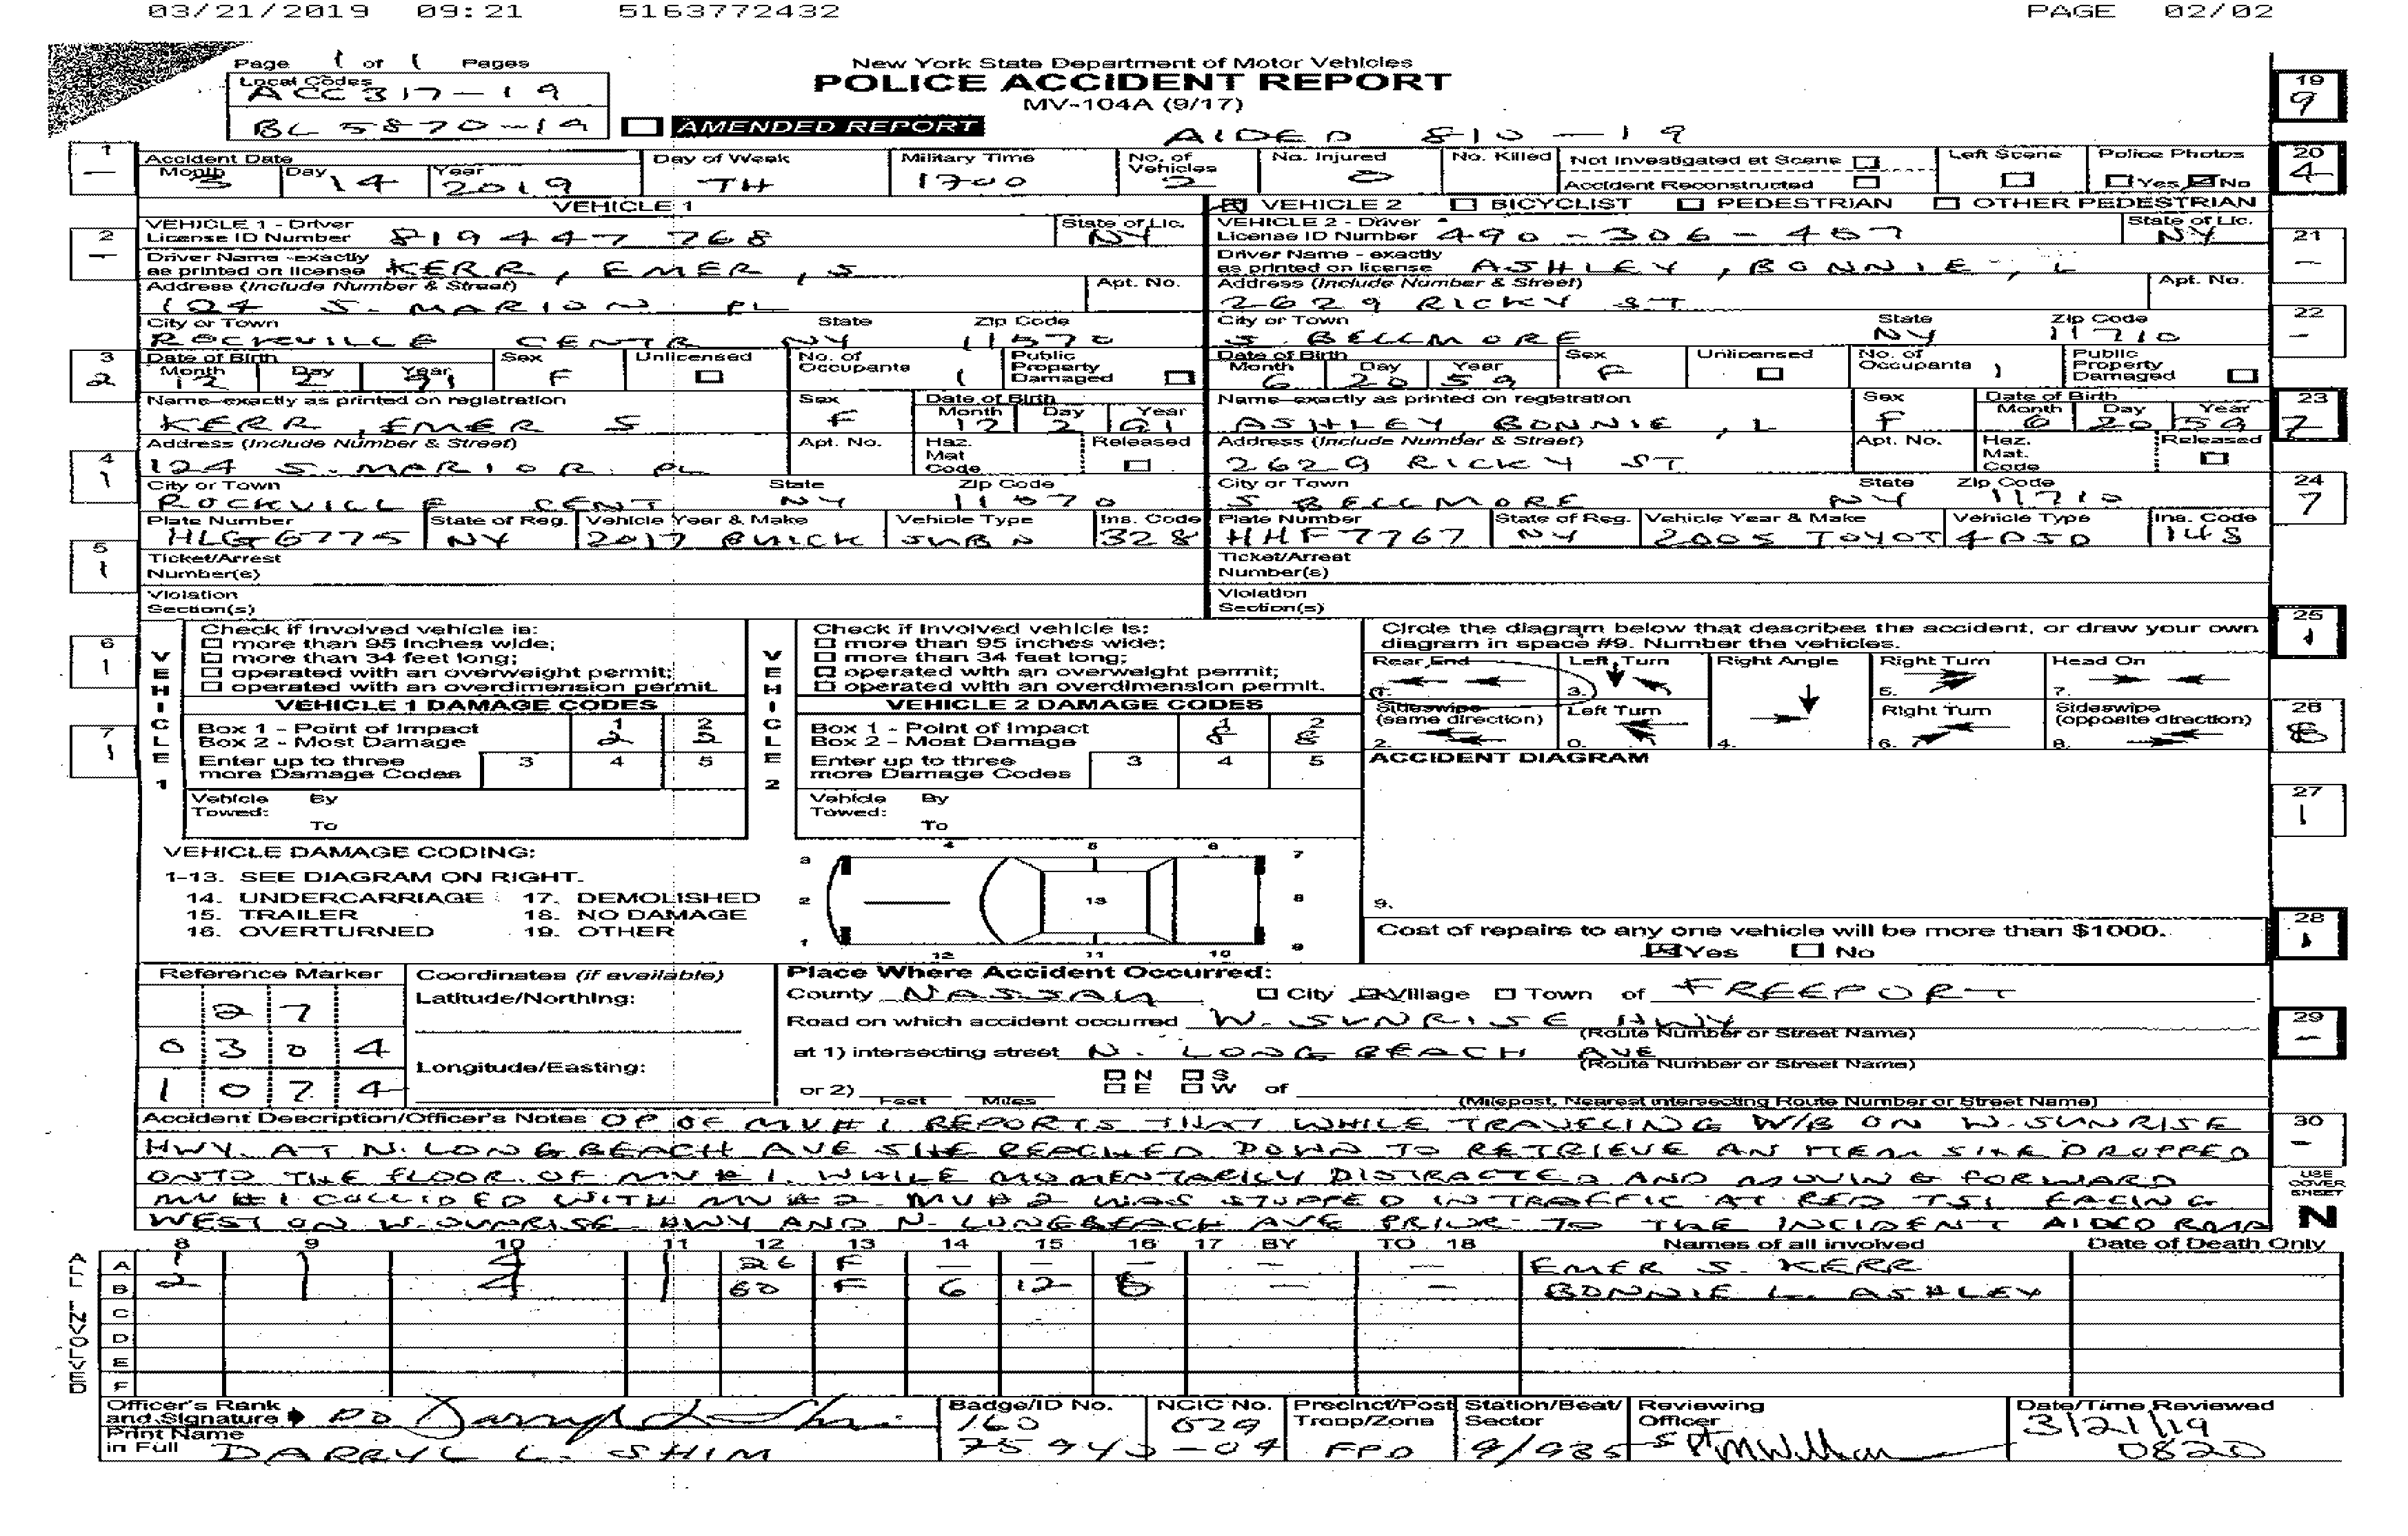 03/21/2019 09:21 5163772432 PAGE 02/02
Page 1 of 1 Pages
New York State Department of Motor Vehicles
POLICE ACCIDENT REPORT
MV-104A (9/17)
Local Codes
ACC 317-19
BL 5870-19
AMENDED REPORT
AIDED 810-19
19 9
1 - Accident Date Month 3 Day 14 Year 2019 Day of Week TH Military Time 1700 No. of Vehicles 2 No. Injured 0 No. Killed Not Investigated at Scene Accident Reconstructed Left Scene Police Photos Yes No 20 4
VEHICLE 1 VEHICLE 2 BICYCLIST PEDESTRIAN OTHER PEDESTRIAN
2 - VEHICLE 1 - Driver License ID Number 819447768 State of Lic. NY VEHICLE 2 - Driver License ID Number 490-306-457 State of Lic. NY 21 -
Driver Name -exactly as printed on license KERR, EMER, S Driver Name - exactly as printed on license ASHLEY, BONNIE, L
Address (Include Number & Street) Apt. No. Address (Include Number & Street) Apt. No.
124 S. MARION PL 2629 RICKY ST
City or Town State Zip Code City or Town State Zip Code 22 -
ROCKVILLE CENTR NY 11570 S. BELLMORE NY 11710
3 2 Date of Birth Month 12 Day 2 Year 91 Sex F Unlicensed No. of Occupants 1 Public Property Damaged Date of Birth Month 6 Day 20 Year 59 Sex F Unlicensed No. of Occupants 1 Public Property Damaged
Name-exactly as printed on registration Sex Date of Birth Month Day Year Name-exactly as printed on registration Sex Date of Birth Month Day Year 23 7
KERR, EMER S F 12 2 91 ASHLEY BONNIE, L F 6 20 59
Address (Include Number & Street) Apt. No. Haz. Mat. Code Released Address (Include Number & Street) Apt. No. Haz. Mat. Code Released
4 1 124 S. MARIOR PL 2629 RICKY ST
City or Town State Zip Code City or Town State Zip Code 24 7
ROCKVILLE CENT NY 11570 S BELLMORE NY 11710
Plate Number State of Reg. Vehicle Year & Make Vehicle Type Ins. Code Plate Number State of Reg. Vehicle Year & Make Vehicle Type Ins. Code
HLG6775 NY 2017 BUICK SUBN 328 HHF7767 NY 2005 TOYOT 4DSD 148
5 1 Ticket/Arrest Number(s) Ticket/Arrest Number(s)
Violation Section(s) Violation Section(s)
6 1 VEHICLE 1 Check if involved vehicle is: VEHICLE 2 Check if involved vehicle is: Circle the diagram below that describes the accident, or draw your own diagram in space #9. Number the vehicles. 25 1
more than 95 inches wide; more than 95 inches wide;
more than 34 feet long; more than 34 feet long;
operated with an overweight permit; operated with an overweight permit;
operated with an overdimension permit. operated with an overdimension permit.
Rear End 1. Left Turn 3. Right Angle 4. Right Turn 5. Head On 7.
Sideswipe (same direction) 2. Left Turn 0. Right Turn 6. Sideswipe (opposite direction) 8.
VEHICLE 1 DAMAGE CODES VEHICLE 2 DAMAGE CODES 26
7 1 Box 1 - Point of Impact 1 2 Box 1 - Point of Impact 1 2
Box 2 - Most Damage 2 2 Box 2 - Most Damage 8 8
Enter up to three more Damage Codes 3 4 5 Enter up to three more Damage Codes 3 4 5
ACCIDENT DIAGRAM
Vehicle Towed: By To Vehicle Towed: By To 27 1
VEHICLE DAMAGE CODING:
1-13. SEE DIAGRAM ON RIGHT.
14. UNDERCARRIAGE 17. DEMOLISHED
15. TRAILER 18. NO DAMAGE
16. OVERTURNED 19. OTHER
3 4 5 6 7
2 13 8
1 12 11 10 9
9.
Cost of repairs to any one vehicle will be more than $1000. 28 1
Yes No
Reference Marker Coordinates (if available) Place Where Accident Occurred:
27 Latitude/Northing: County NASSAU City Village Town of FREEPORT
Road on which accident occurred W. SUNRISE HWY (Route Number or Street Name) 29 -
0304 at 1) intersecting street N. LONG BEACH AVE (Route Number or Street Name)
Longitude/Easting:
1074 or 2) Feet Miles N S E W of (Milepost, Nearest intersecting Route Number or Street Name)
Accident Description/Officer's Notes OP OF MV#1 REPORTS THAT WHILE TRAVELING W/B ON W. SUNRISE 30 -
HWY. AT N. LONG BEACH AVE SHE REACHED DOWN TO RETRIEVE AN ITEM SHE DROPPED
ONTO THE FLOOR OF MV#1. WHILE MOMENTARILY DISTRACTED AND MOVING FORWARD USE COVER SHEET
MV#1 COLLIDED WITH MV#2. MV#2 WAS STOPPED IN TRAFFIC AT RED TSL FACING
WEST ON W. SUNRISE HWY AND N. LONGBEACH AVE PRIOR TO THE INCIDENT AIDED N
8 9 10 11 12 13 14 15 16 17 BY TO 18 Names of all involved Date of Death Only
ALL INVOLVED
A 1 1 4 1 26 F - - - - - - EMER S. KERR
B 2 1 4 1 60 F 6 12 - - BONNIE L. ASHLEY
C
D
E
F
Officer's Rank and Signature PO Badge/ID No. NCIC No. Precinct/Post Troop/Zone Station/Beat/Sector Reviewing Officer Date/Time Reviewed
Print Name in Full DARRYL L. SHIM 160 029 FPD 3/21/19
0820